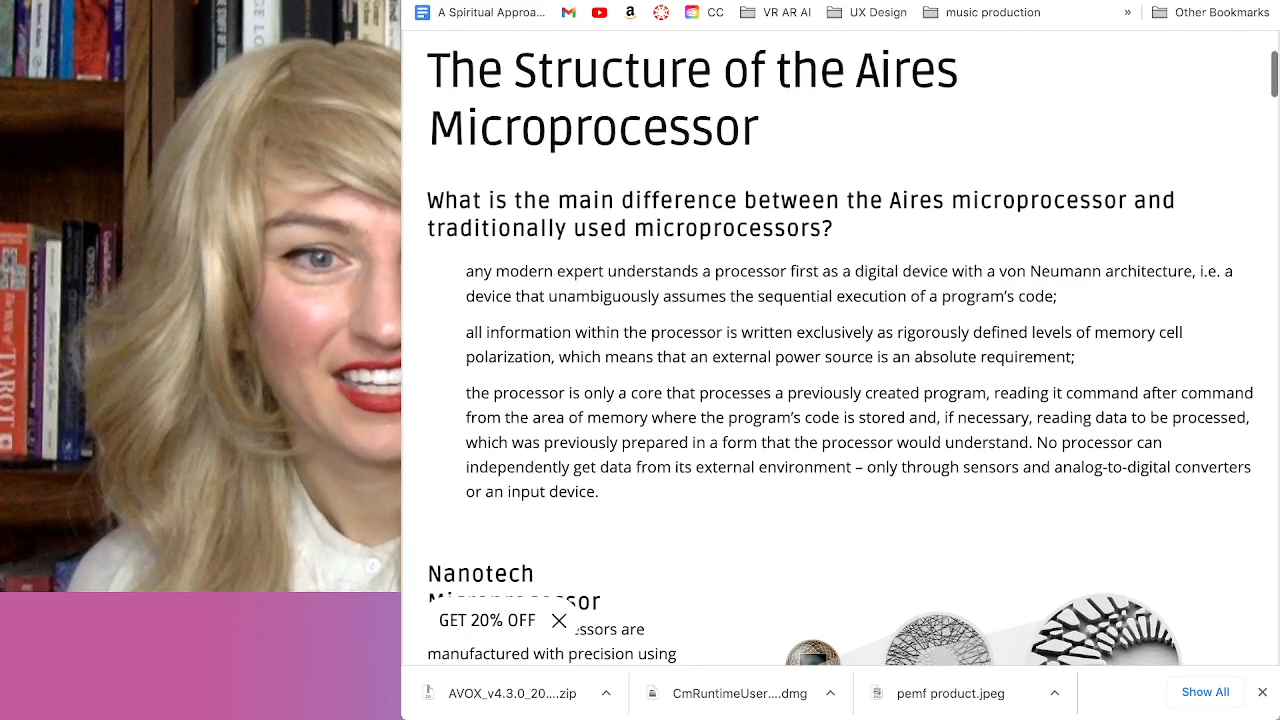 A Spiritual Approa...
CC
VR AR AI
UX Design
music production
»
Other Bookmarks
The Structure of the Aires
Microprocessor
What is the main difference between the Aires microprocessor and
traditionally used microprocessors?
any modern expert understands a processor first as a digital device with a von Neumann architecture, i.e. a
device that unambiguously assumes the sequential execution of a program's code;
all information within the processor is written exclusively as rigorously defined levels of memory cell
polarization, which means that an external power source is an absolute requirement;
the processor is only a core that processes a previously created program, reading it command after command
from the area of memory where the program's code is stored and, if necessary, reading data to be processed,
which was previously prepared in a form that the processor would understand. No processor can
independently get data from its external environment – only through sensors and analog-to-digital converters
or an input device.
Nanotech
GET 20% OFF
are
manufactured with precision using
AVOX_v4.3.0_20....zip
CmRuntimeUser....dmg
pemf product.jpeg
Show All
TAROT